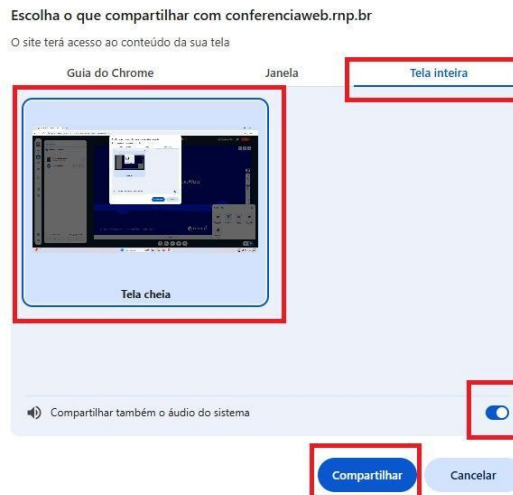 Escolha o que compartilhar com conferenciaweb.rnp.br
O site terá acesso ao conteúdo da sua tela
Guia do Chrome Janela Tela inteira
Tela cheia
Compartilhar também o áudio do sistema
Compartilhar Cancelar